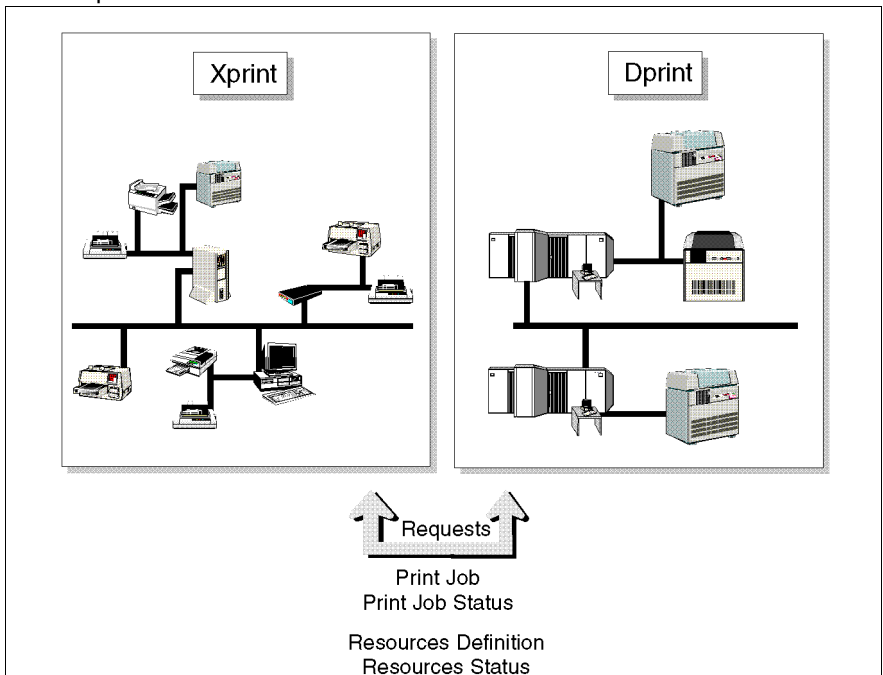 Xprint
Dprint
Requests
Print Job
Print Job Status
Resources Definition
Resources Status